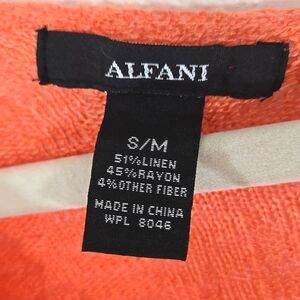 ALFANI
S/M
51%LINEN
45%RAYON
4%OTHER FIBER
MADE IN CHINA
WPL 8046